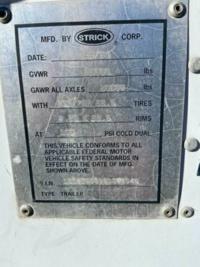 MFD. BY STRICK CORP.
DATE:
GVWR lbs
GAWR ALL AXLES lbs
WITH TIRES
RIMS
AT PSI COLD DUAL
THIS VEHICLE CONFORMS TO ALL
APPLICABLE FEDERAL MOTOR
VEHICLE SAFETY STANDARDS IN
EFFECT ON THE DATE OF MFG.
SHOWN ABOVE.
V.I.N.
TYPE TRAILER